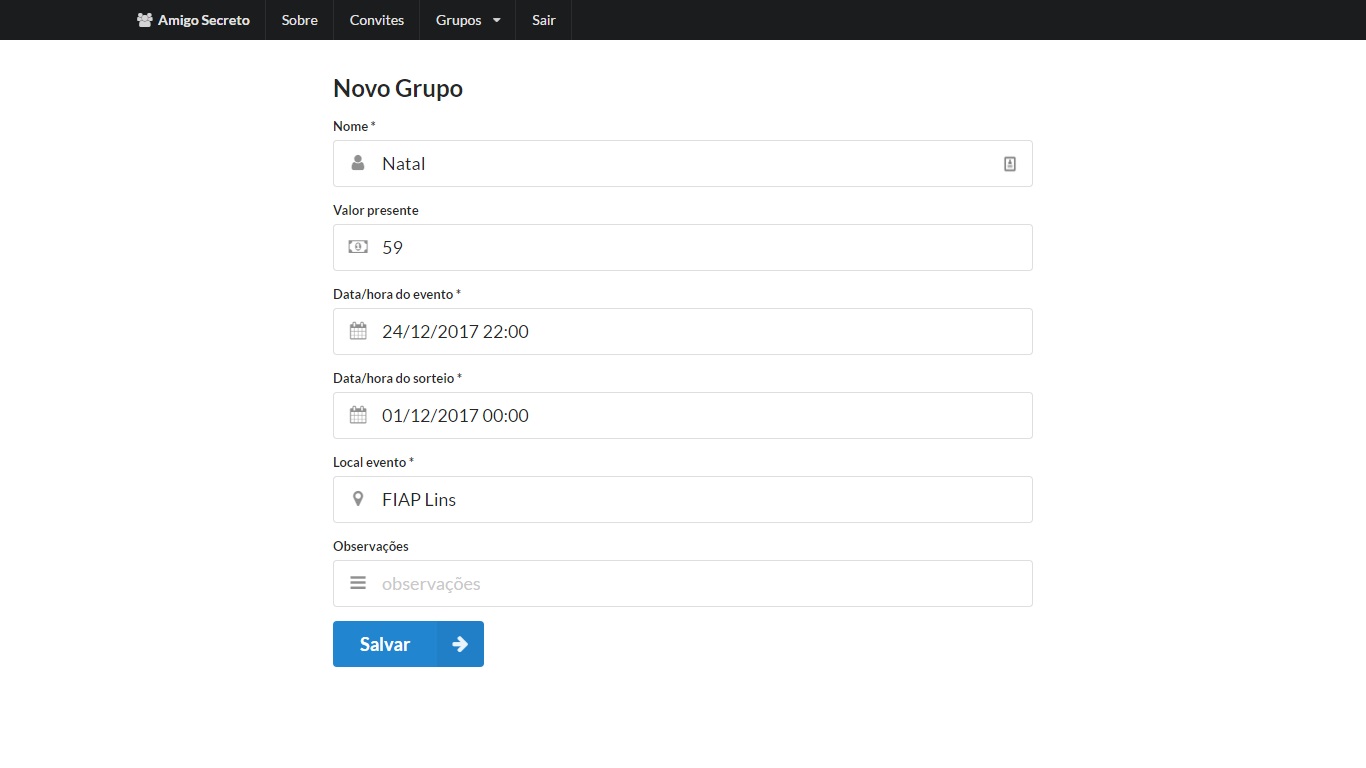 Amigo Secreto Sobre Convites Grupos Sair
Novo Grupo
Nome *
Natal
Valor presente
59
Data/hora do evento *
24/12/2017 22:00
Data/hora do sorteio *
01/12/2017 00:00
Local evento *
FIAP Lins
Observações
observações
Salvar